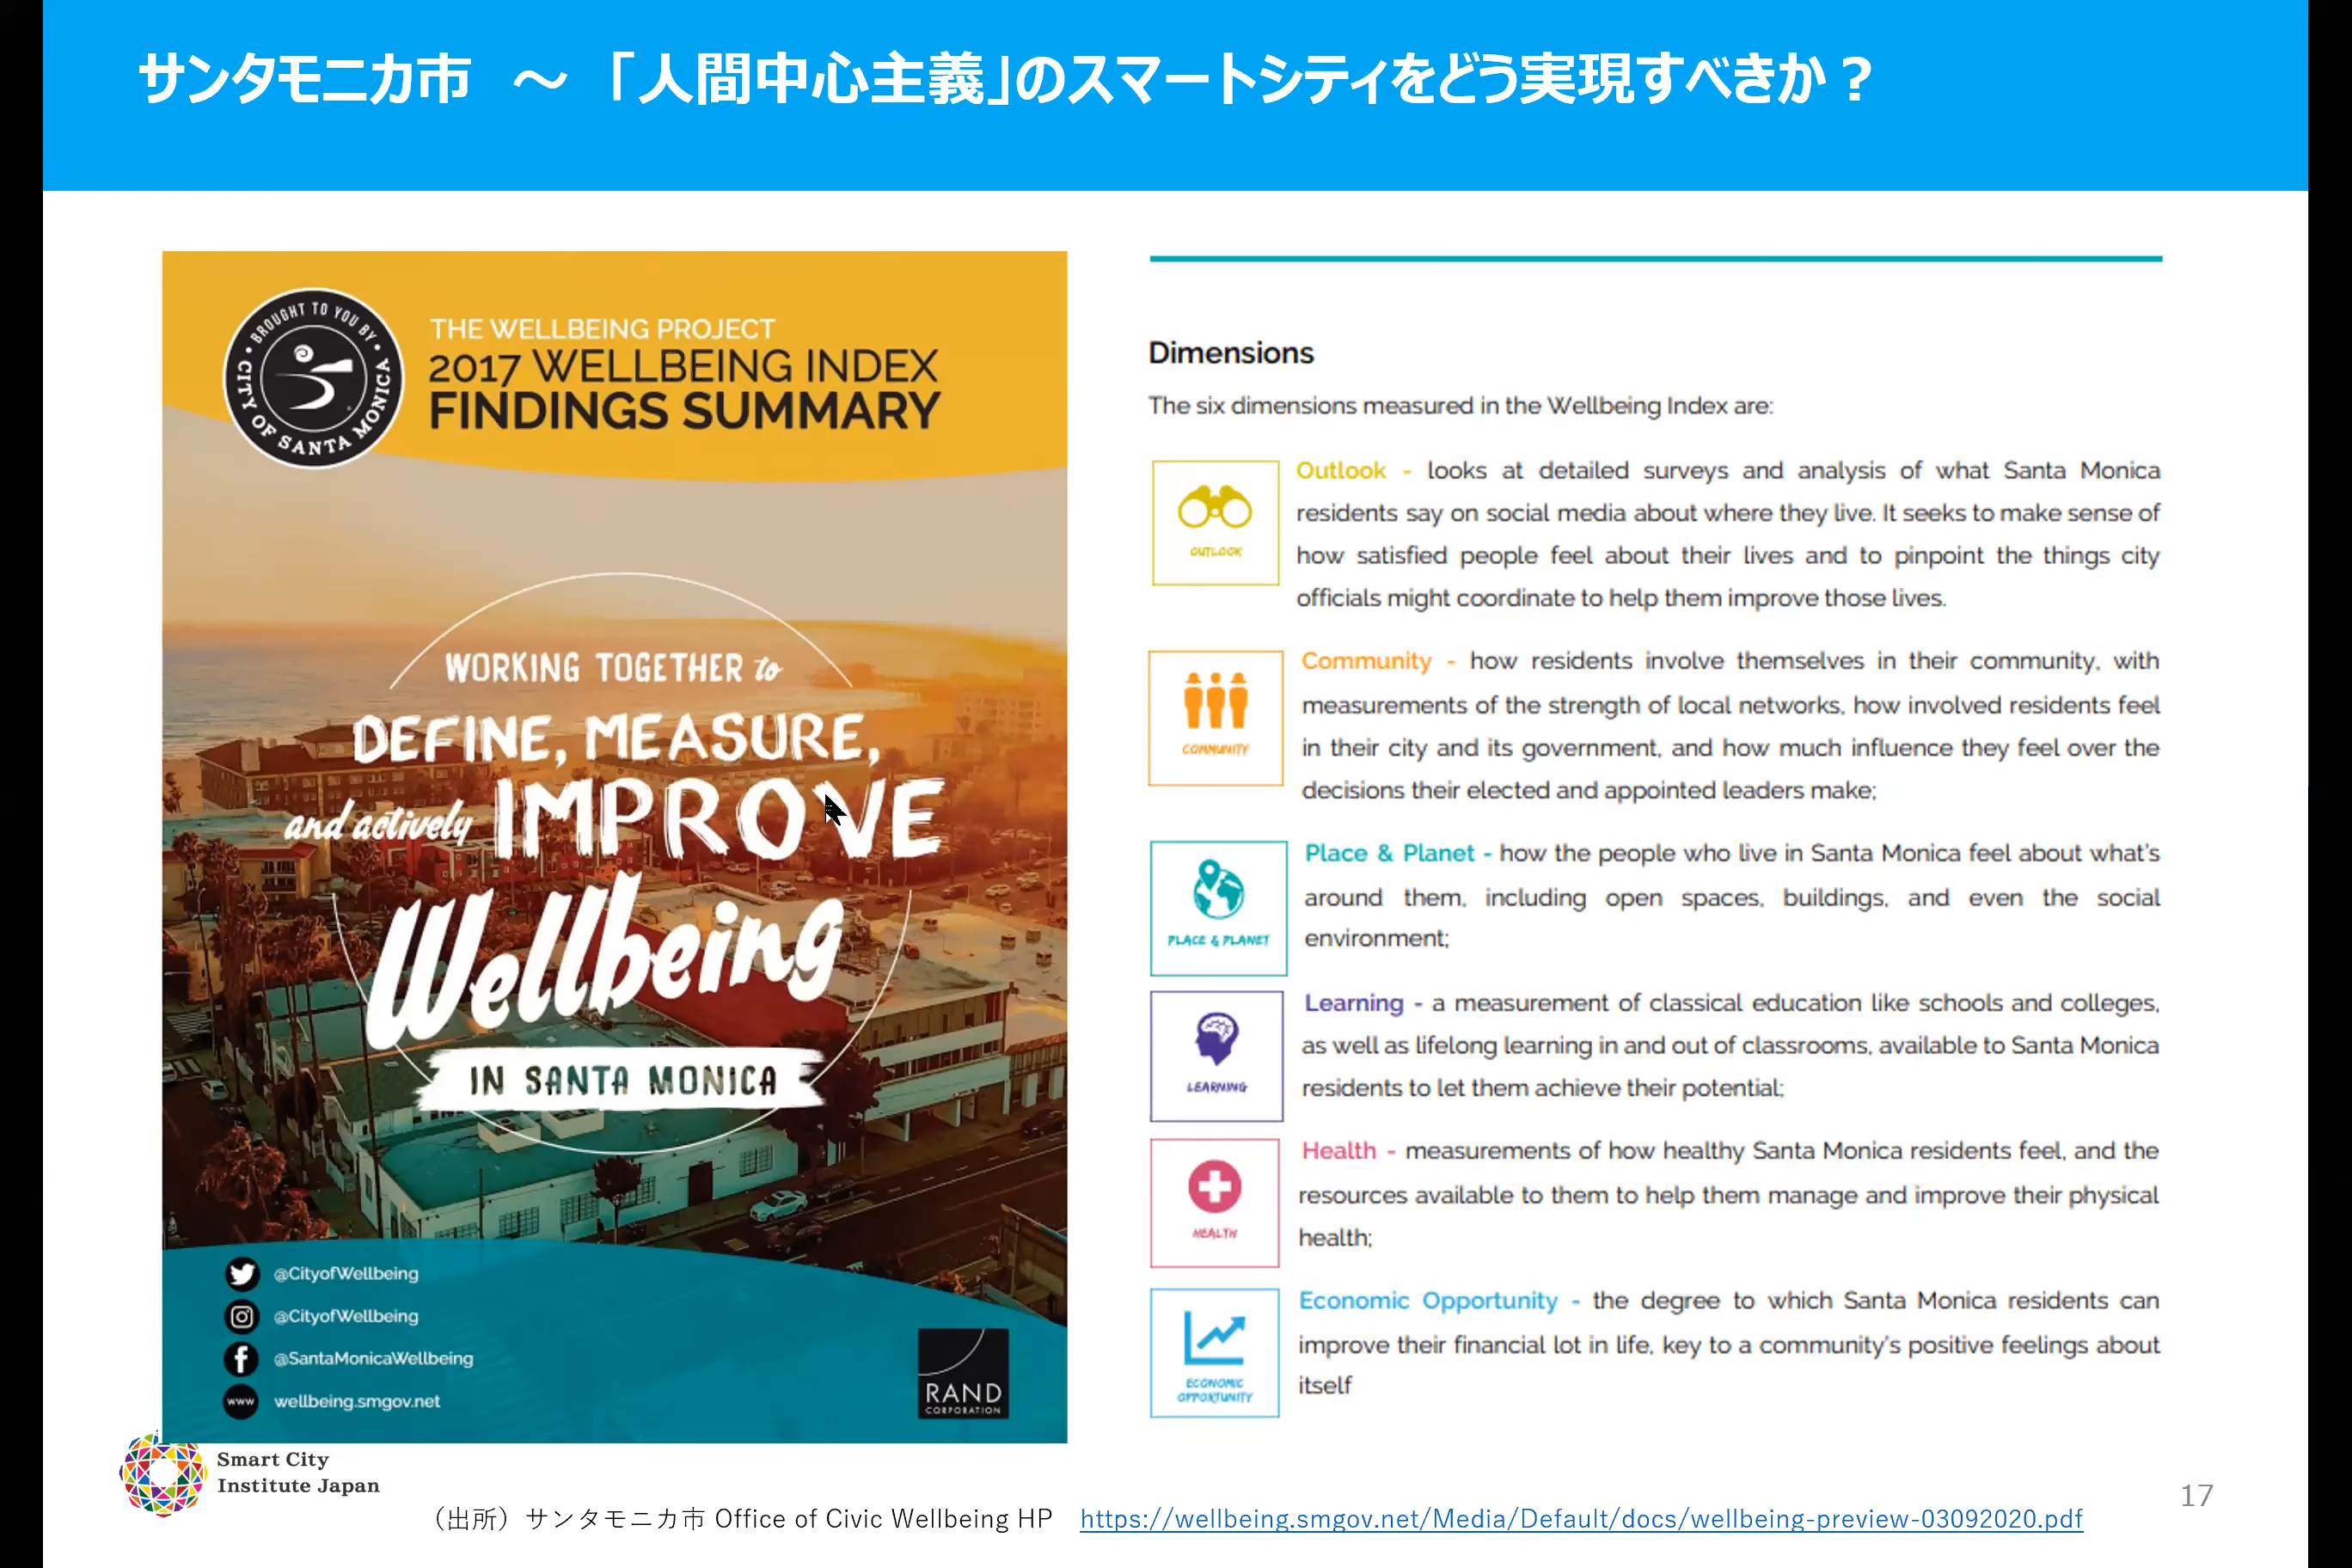 サンタモニカ市　～　「人間中心主義」のスマートシティをどう実現すべきか？
BROUGHT TO YOU BY
CITY OF SANTA MONICA
THE WELLBEING PROJECT
2017 WELLBEING INDEX
FINDINGS SUMMARY
WORKING TOGETHER to
DEFINE, MEASURE,
and actively IMPROVE
Wellbeing
IN SANTA MONICA
@CityofWellbeing
@CityofWellbeing
@SantaMonicaWellbeing
www wellbeing.smgov.net
RAND
CORPORATION
Dimensions
The six dimensions measured in the Wellbeing Index are:
OUTLOOK
Outlook - looks at detailed surveys and analysis of what Santa Monica
residents say on social media about where they live. It seeks to make sense of
how satisfied people feel about their lives and to pinpoint the things city
officials might coordinate to help them improve those lives.
COMMUNITY
Community - how residents involve themselves in their community, with
measurements of the strength of local networks, how involved residents feel
in their city and its government, and how much influence they feel over the
decisions their elected and appointed leaders make;
PLACE & PLANET
Place & Planet - how the people who live in Santa Monica feel about what's
around them, including open spaces, buildings, and even the social
environment;
LEARNING
Learning - a measurement of classical education like schools and colleges,
as well as lifelong learning in and out of classrooms, available to Santa Monica
residents to let them achieve their potential;
HEALTH
Health - measurements of how healthy Santa Monica residents feel, and the
resources available to them to help them manage and improve their physical
health;
ECONOMIC
OPPORTUNITY
Economic Opportunity - the degree to which Santa Monica residents can
improve their financial lot in life, key to a community's positive feelings about
itself
Smart City
Institute Japan
（出所）サンタモニカ市 Office of Civic Wellbeing HP　https://wellbeing.smgov.net/Media/Default/docs/wellbeing-preview-03092020.pdf
17